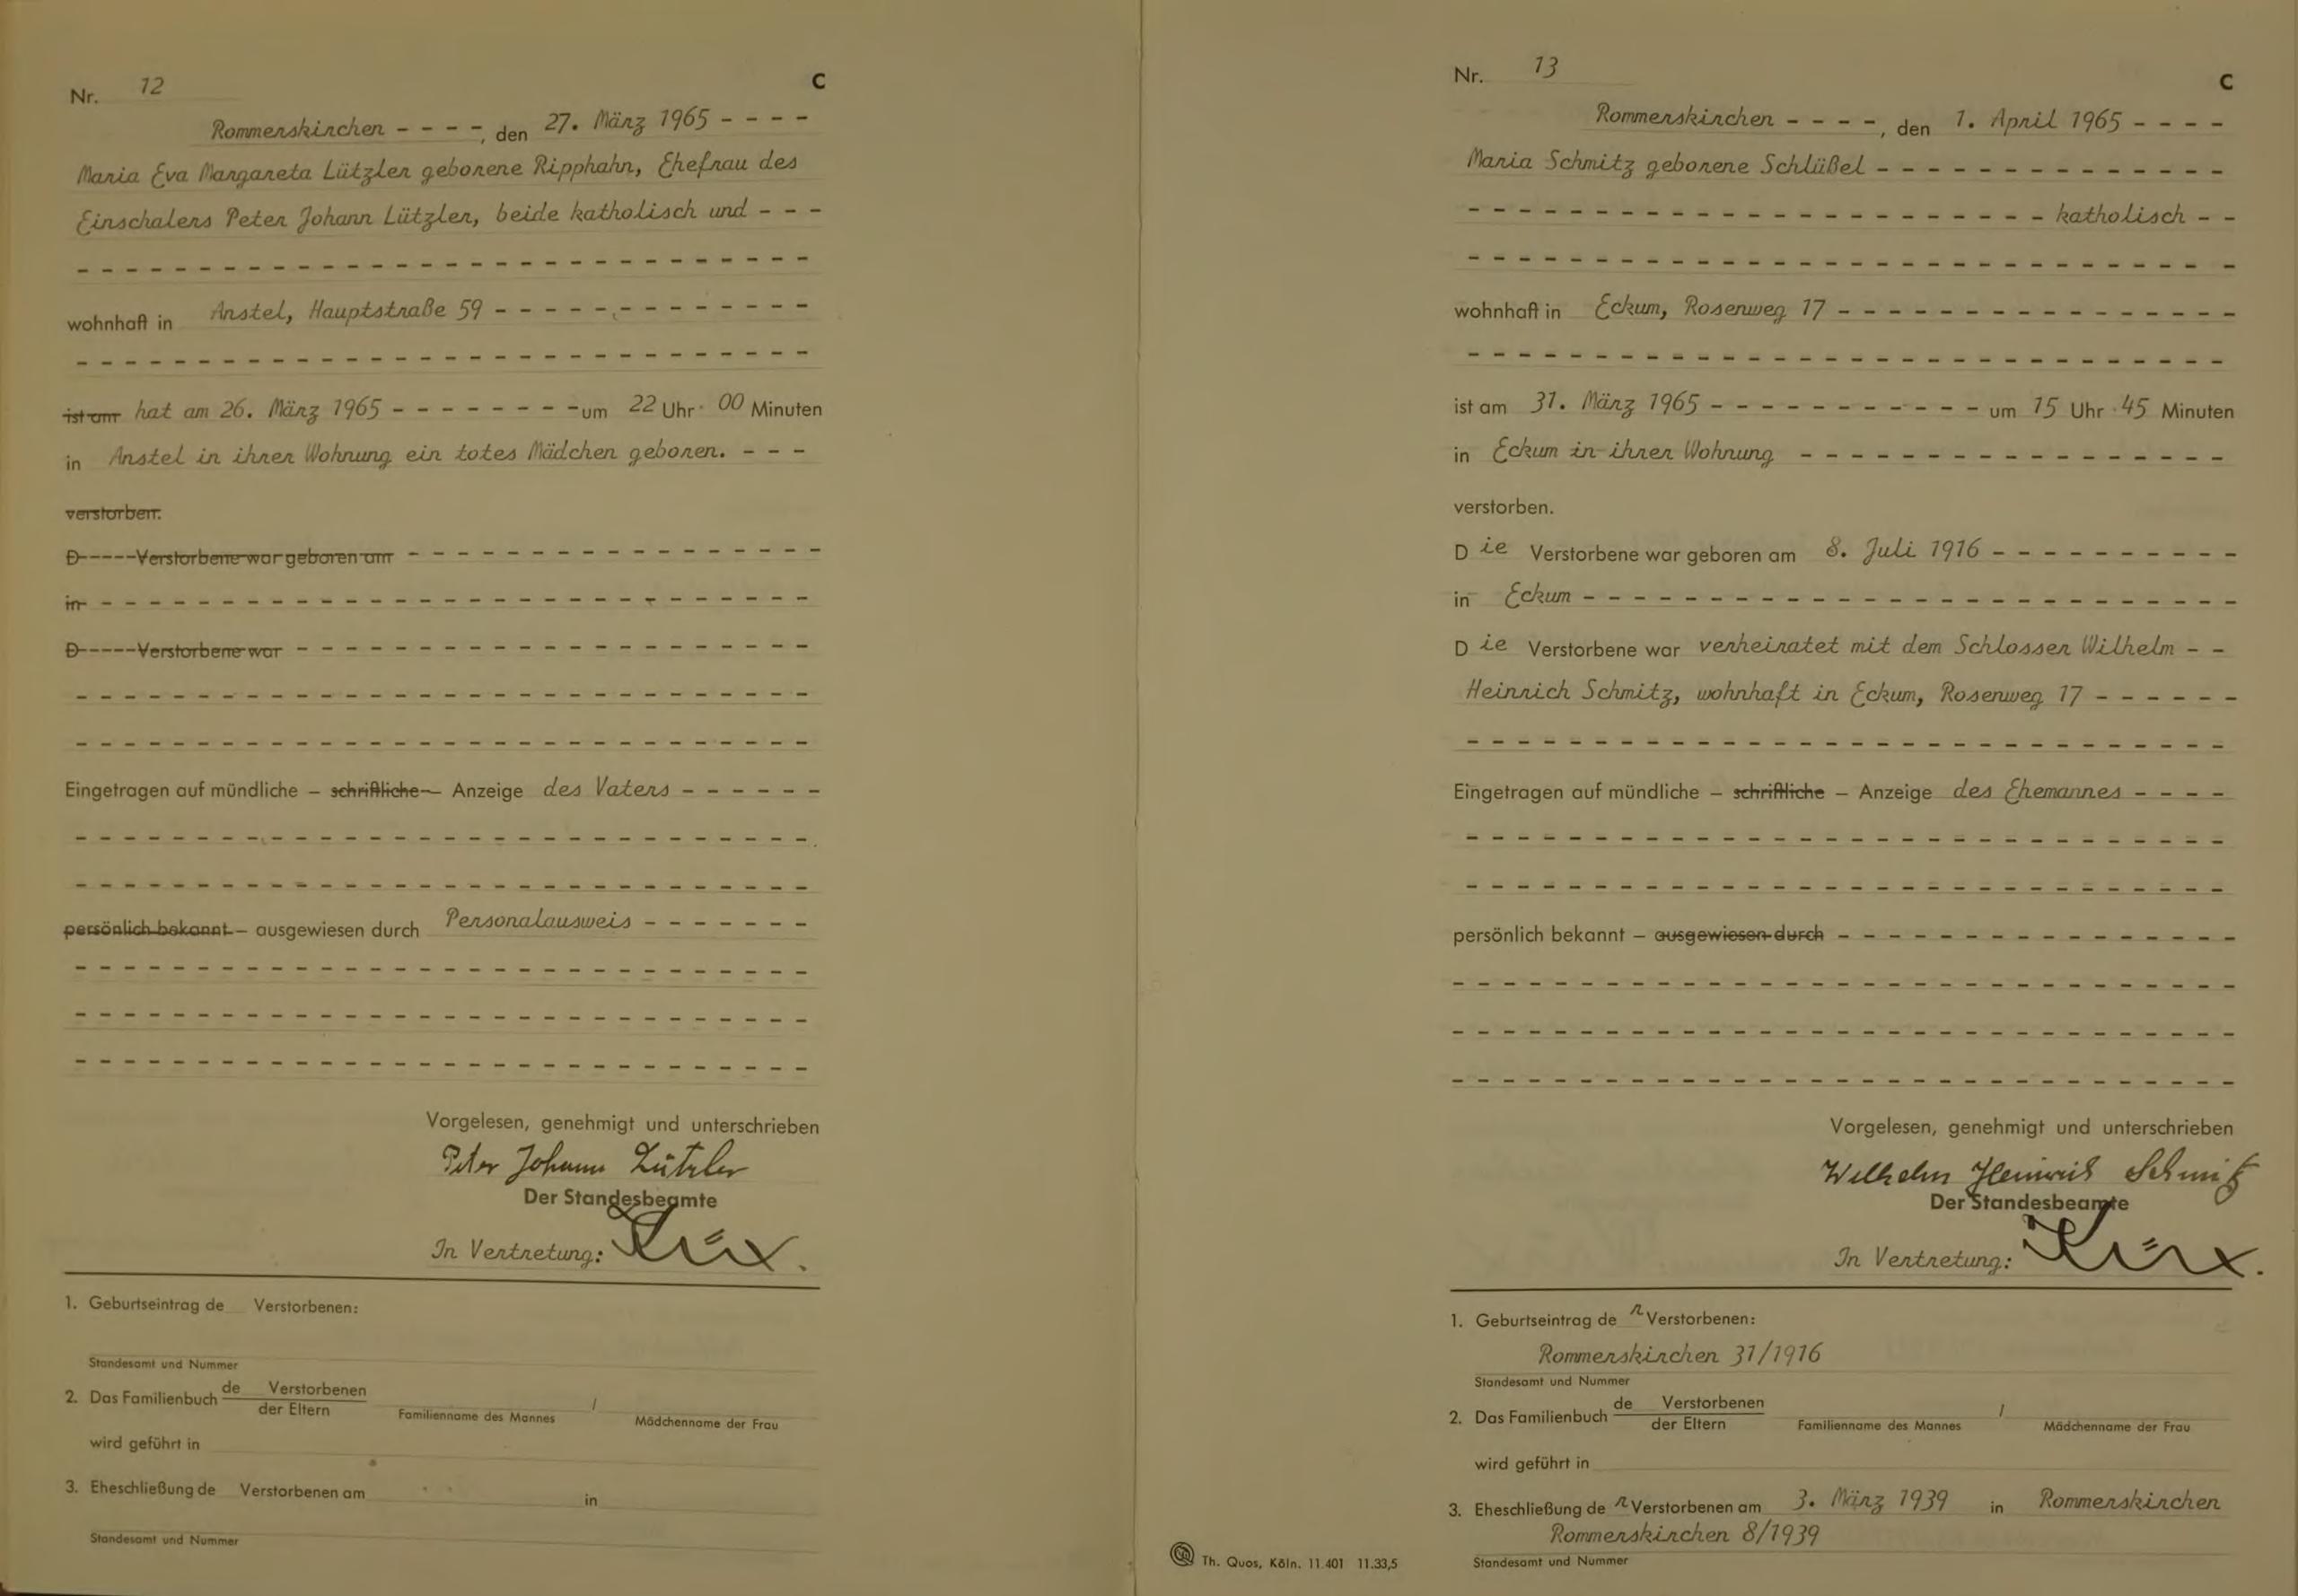 Nr. 12 C
Rommerskirchen - - - -, den 27. März 1965 - - - -
Maria Eva Margareta Lützler geborene Ripphahn, Ehefrau des
Einschalers Peter Johann Lützler, beide katholisch und - - -
wohnhaft in Anstel, Hauptstraße 59 - - - - - - - - - - - - -
ist am hat am 26. März 1965 - - - - - - - - um 22 Uhr 00 Minuten
in Anstel in ihrer Wohnung ein totes Mädchen geboren. - - -
verstorben.
D-----Verstorbene war geboren am - - - - - - - - - - - - - - - - -
in - - - - - - - - - - - - - - - - - - - - - - - - - - - - -
D-----Verstorbene war - - - - - - - - - - - - - - - - - - - - -
Eingetragen auf mündliche – schriftliche – Anzeige des Vaters - - - - - -
persönlich bekannt – ausgewiesen durch Personalausweis - - - - - - -
Vorgelesen, genehmigt und unterschrieben
Peter Johann Lützler
Der Standesbeamte
In Vertretung: Küx.
1. Geburtseintrag de Verstorbenen:
Standesamt und Nummer
2. Das Familienbuch de Verstorbenen
der Eltern
/
Familienname des Mannes Mädchenname der Frau
wird geführt in
3. Eheschließung de Verstorbenen am in
Standesamt und Nummer
Nr. 13 C
Rommerskirchen - - - -, den 1. April 1965 - - - -
Maria Schmitz geborene Schlüßel - - - - - - - - - - - - - -
- - - - - - - - - - - - - - - - - - - - - - - katholisch - -
wohnhaft in Eckum, Rosenweg 17 - - - - - - - - - - - - - - - -
ist am 31. März 1965 - - - - - - - - - - - um 15 Uhr 45 Minuten
in Eckum in ihrer Wohnung - - - - - - - - - - - - - - - - -
verstorben.
Die Verstorbene war geboren am 8. Juli 1916 - - - - - - - - - -
in Eckum - - - - - - - - - - - - - - - - - - - - - - - - - -
Die Verstorbene war verheiratet mit dem Schlosser Wilhelm - -
Heinrich Schmitz, wohnhaft in Eckum, Rosenweg 17 - - - - - -
Eingetragen auf mündliche – schriftliche – Anzeige des Ehemannes - - - -
persönlich bekannt – ausgewiesen durch - - - - - - - - - - - - - - - -
Vorgelesen, genehmigt und unterschrieben
Wilhelm Heinrich Schmitz
Der Standesbeamte
In Vertretung: Küx.
1. Geburtseintrag der Verstorbenen:
Rommerskirchen 31/1916
Standesamt und Nummer
2. Das Familienbuch de Verstorbenen
der Eltern
/
Familienname des Mannes Mädchenname der Frau
wird geführt in
3. Eheschließung der Verstorbenen am 3. März 1939 in Rommerskirchen
Rommerskirchen 8/1939
Standesamt und Nummer
Th. Quos, Köln. 11 401 11.33,5